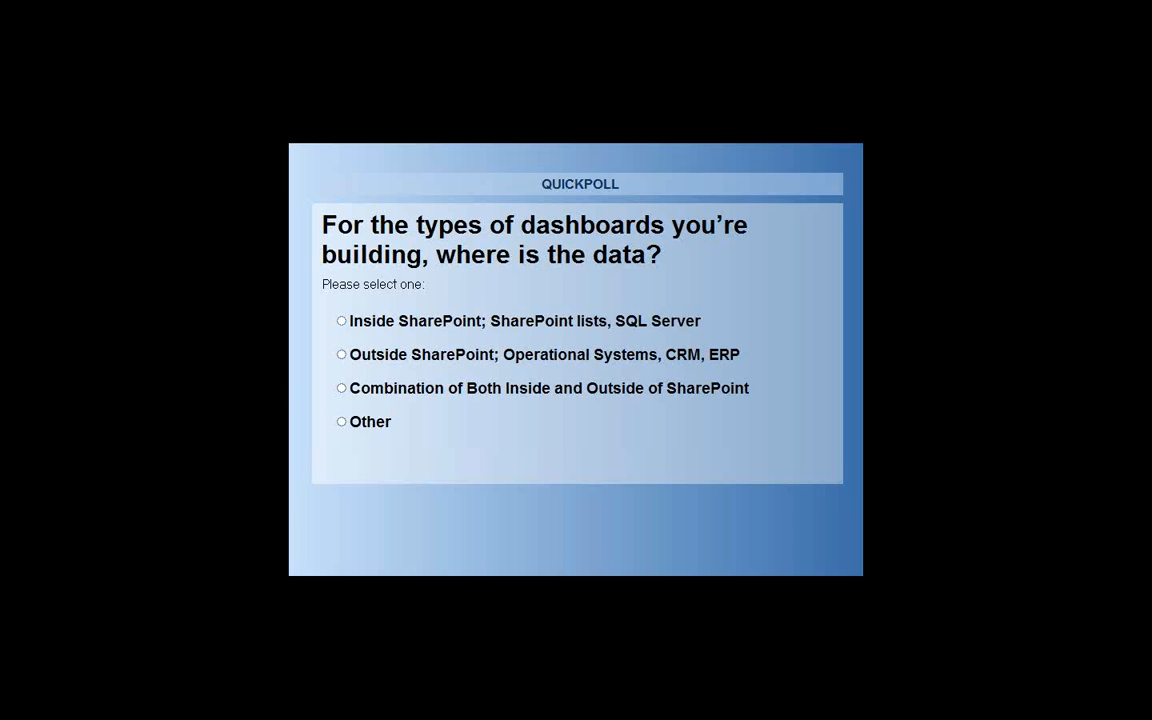 QUICKPOLL
For the types of dashboards you’re
building, where is the data?
Please select one:
Inside SharePoint; SharePoint lists, SQL Server
Outside SharePoint; Operational Systems, CRM, ERP
Combination of Both Inside and Outside of SharePoint
Other